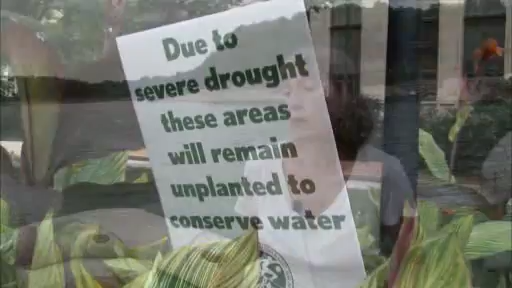 Due to
severe drought
these areas
will remain
unplanted to
conserve water